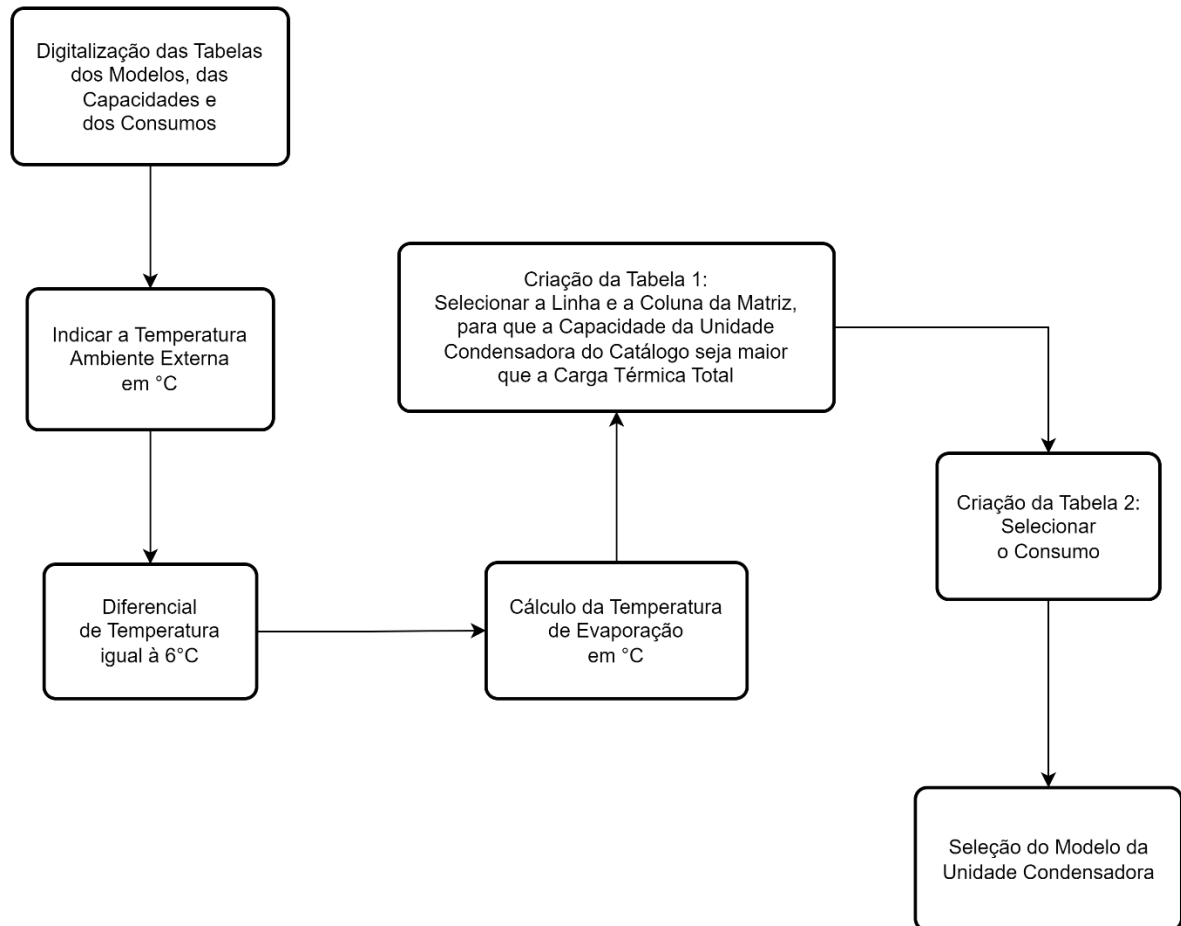 Digitalização das Tabelas
dos Modelos, das
Capacidades e
dos Consumos
Indicar a Temperatura
Ambiente Externa
em °C
Diferencial
de Temperatura
igual à 6°C
Cálculo da Temperatura
de Evaporação
em °C
Criação da Tabela 1:
Selecionar a Linha e a Coluna da Matriz,
para que a Capacidade da Unidade
Condensadora do Catálogo seja maior
que a Carga Térmica Total
Criação da Tabela 2:
Selecionar
o Consumo
Seleção do Modelo da
Unidade Condensadora